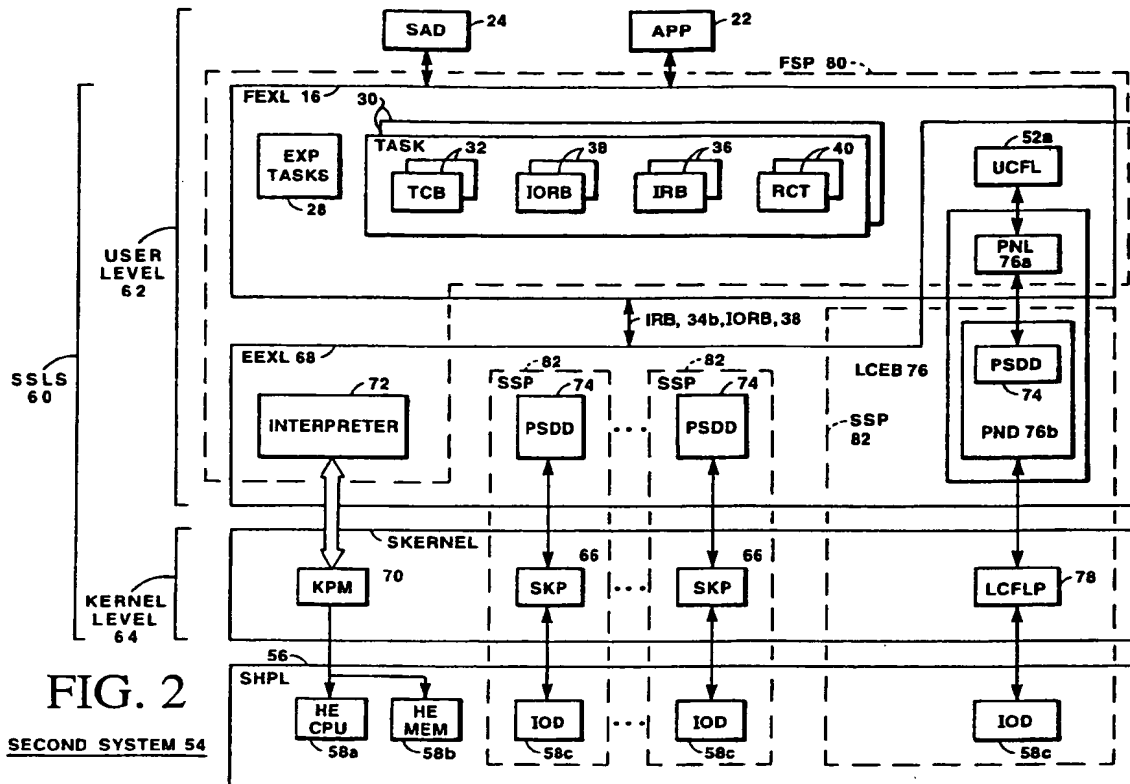 SAD 24
APP 22
FSP 80
FEXL 16
30
TASK
EXP
TASKS
28
32
TCB
38
IORB
36
IRB
40
RCT
52a
UCFL
PNL
76a
USER
LEVEL
62
IRB, 34b, IORB, 38
EEXL 68
72
INTERPRETER
82
SSP 74
PSDD
82
SSP 74
PSDD
LCEB 76
PSDD
74
PND 76b
SSP
82
SSLS
60
SKERNEL
KPM 70
66
SKP
66
SKP
LCFLP 78
KERNEL
LEVEL
64
56
SHPL
HE
CPU
58a
HE
MEM
58b
IOD
58c
IOD
58c
IOD
58c
FIG. 2
SECOND SYSTEM 54